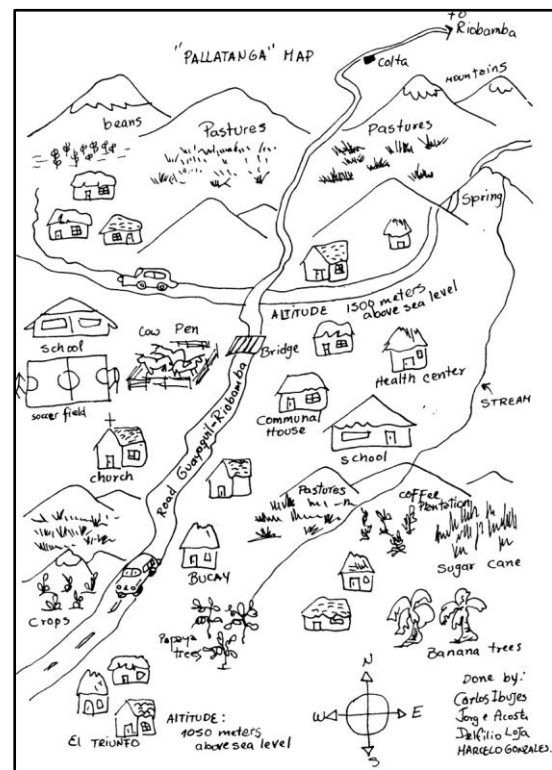 to
Riobamba
"PALLATANGA" MAP
Colta
MOUNTAINS
beans
Pastures
Pastures
Spring
ALTITUDE 1500 meters
above sea level
School
Cow Pen
Bridge
Health center
soccer field
Communal
House
STREAM
Road Guayaquil-Riobamba
church
School
Pastures
coffee
Plantation
Sugar cane
BUCAY
Crops
Papaya
trees
Banana trees
N
W
E
S
Done by:
Carlos Ibujes
Jorge Acosta
Delfilio Loja
MARCELO GONZALES.
ALTITUDE:
1050 meters
above sea level
EL TRIUNFO